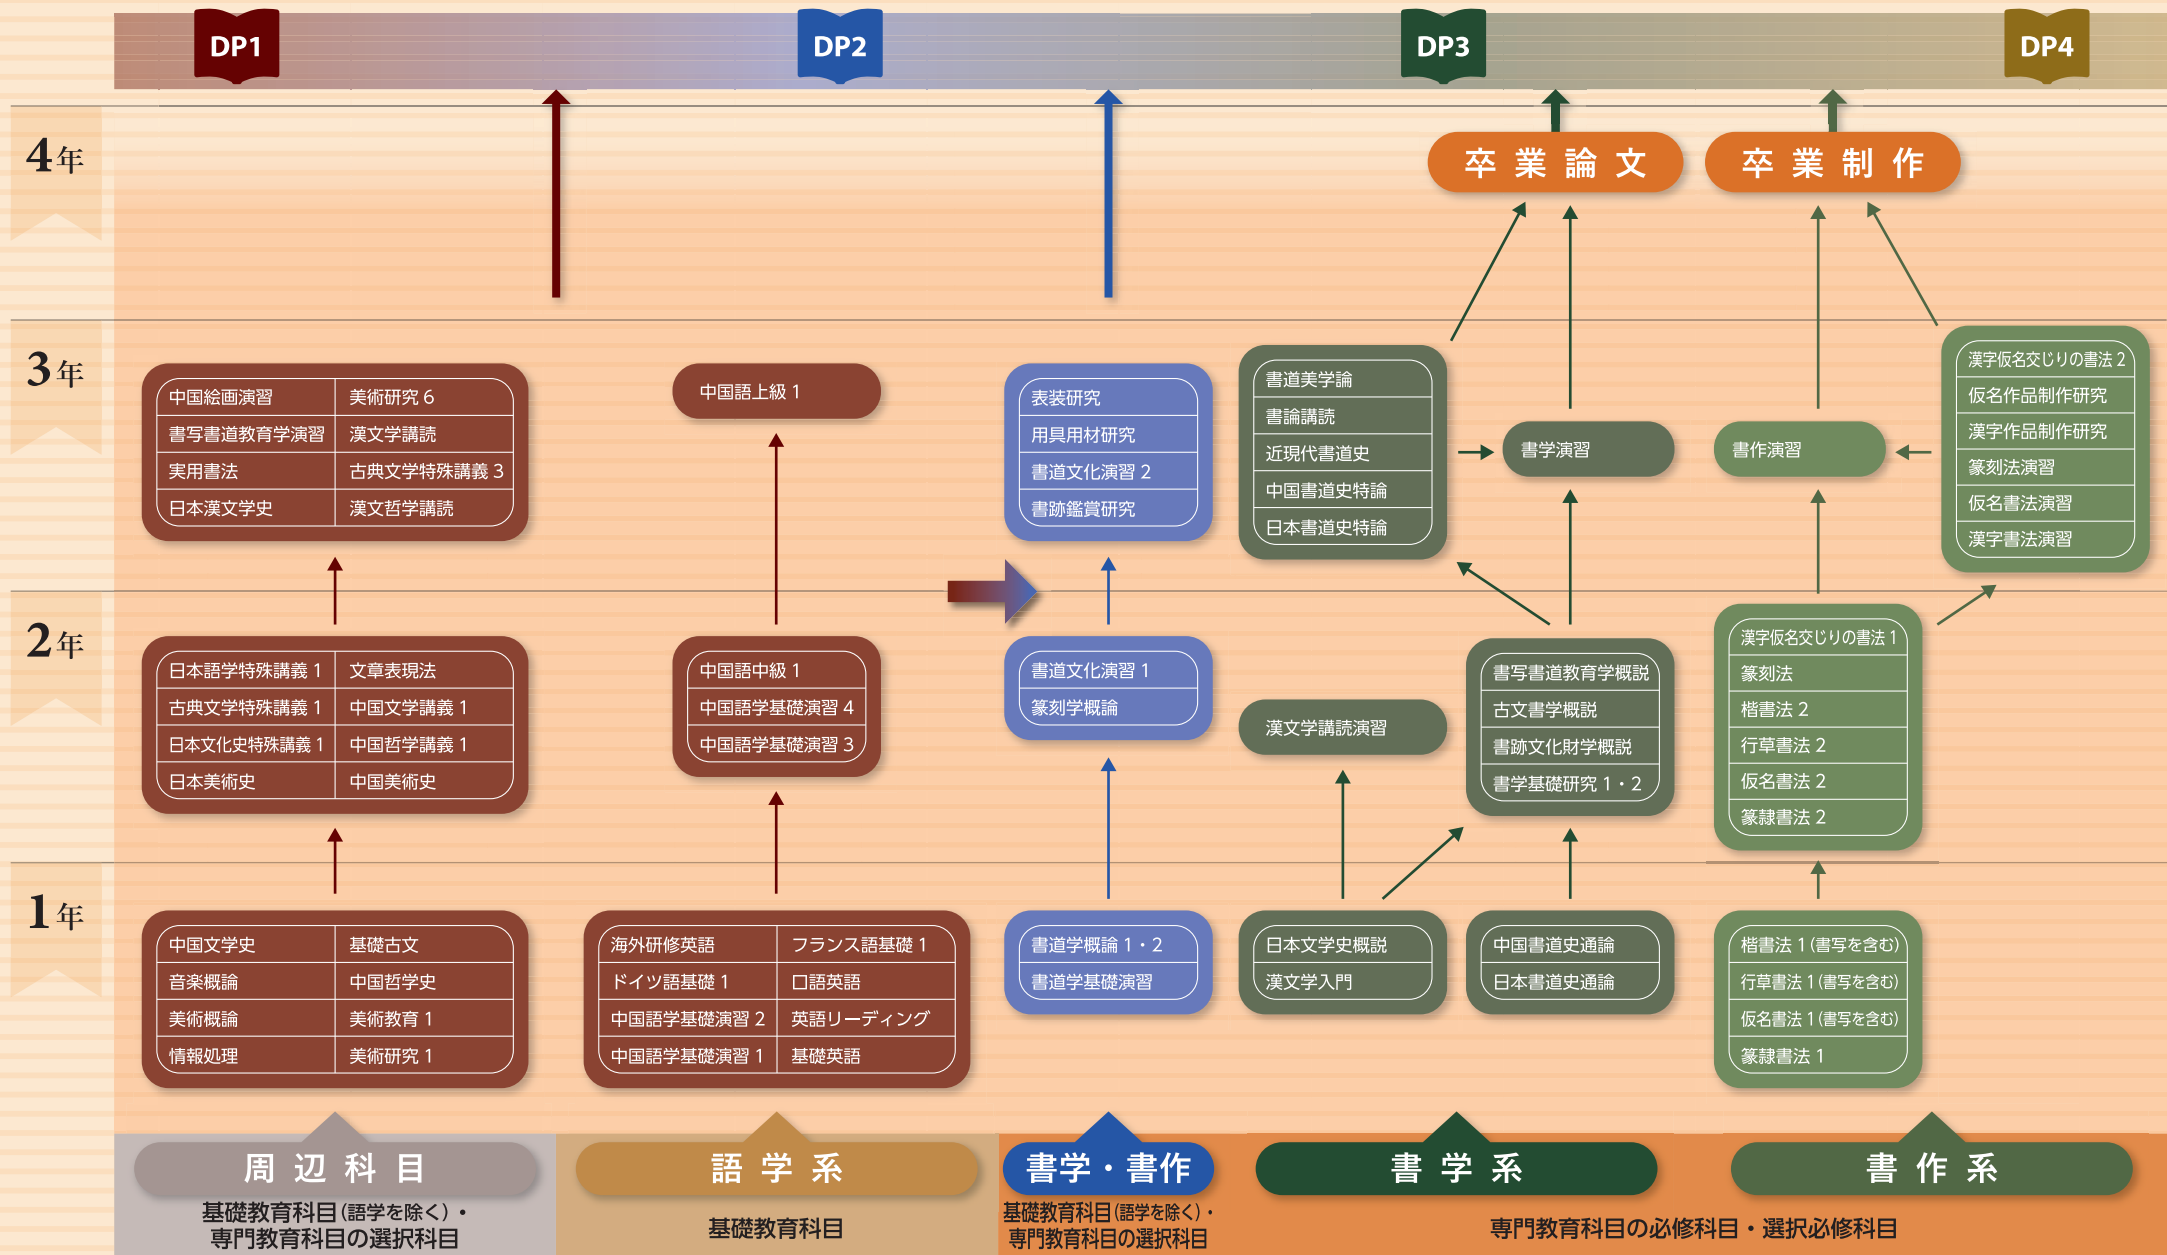 DP1
DP2
DP3
DP4
4年
卒業論文
卒業制作
3年
中国絵画演習
美術研究 6
書写書道教育学演習
漢文学講読
実用書法
古典文学特殊講義 3
日本漢文学史
漢文哲学講読
中国語上級 1
表装研究
用具用材研究
書道文化演習 2
書跡鑑賞研究
書道美学論
書論講読
近現代書道史
中国書道史特論
日本書道史特論
書学演習
書作演習
漢字仮名交じりの書法 2
仮名作品制作研究
漢字作品制作研究
篆刻法演習
仮名書法演習
漢字書法演習
2年
日本語学特殊講義 1
文章表現法
古典文学特殊講義 1
中国文学講義 1
日本文化史特殊講義 1
中国哲学講義 1
日本美術史
中国美術史
中国語中級 1
中国語学基礎演習 4
中国語学基礎演習 3
書道文化演習 1
篆刻学概論
漢文学講読演習
書写書道教育学概説
古文書学概説
書跡文化財学概説
書学基礎研究 1・2
漢字仮名交じりの書法 1
篆刻法
楷書法 2
行草書法 2
仮名書法 2
篆隷書法 2
1年
中国文学史
基礎古文
音楽概論
中国哲学史
美術概論
美術教育 1
情報処理
美術研究 1
海外研修英語
フランス語基礎 1
ドイツ語基礎 1
口語英語
中国語学基礎演習 2
英語リーディング
中国語学基礎演習 1
基礎英語
書道学概論 1・2
書道学基礎演習
日本文学史概説
漢文学入門
中国書道史通論
日本書道史通論
楷書法 1（書写を含む）
行草書法 1（書写を含む）
仮名書法 1（書写を含む）
篆隷書法 1
周辺科目
語学系
書学・書作
書学系
書作系
基礎教育科目（語学を除く）・
専門教育科目の選択科目
基礎教育科目
基礎教育科目（語学を除く）・
専門教育科目の選択科目
専門教育科目の必修科目・選択必修科目